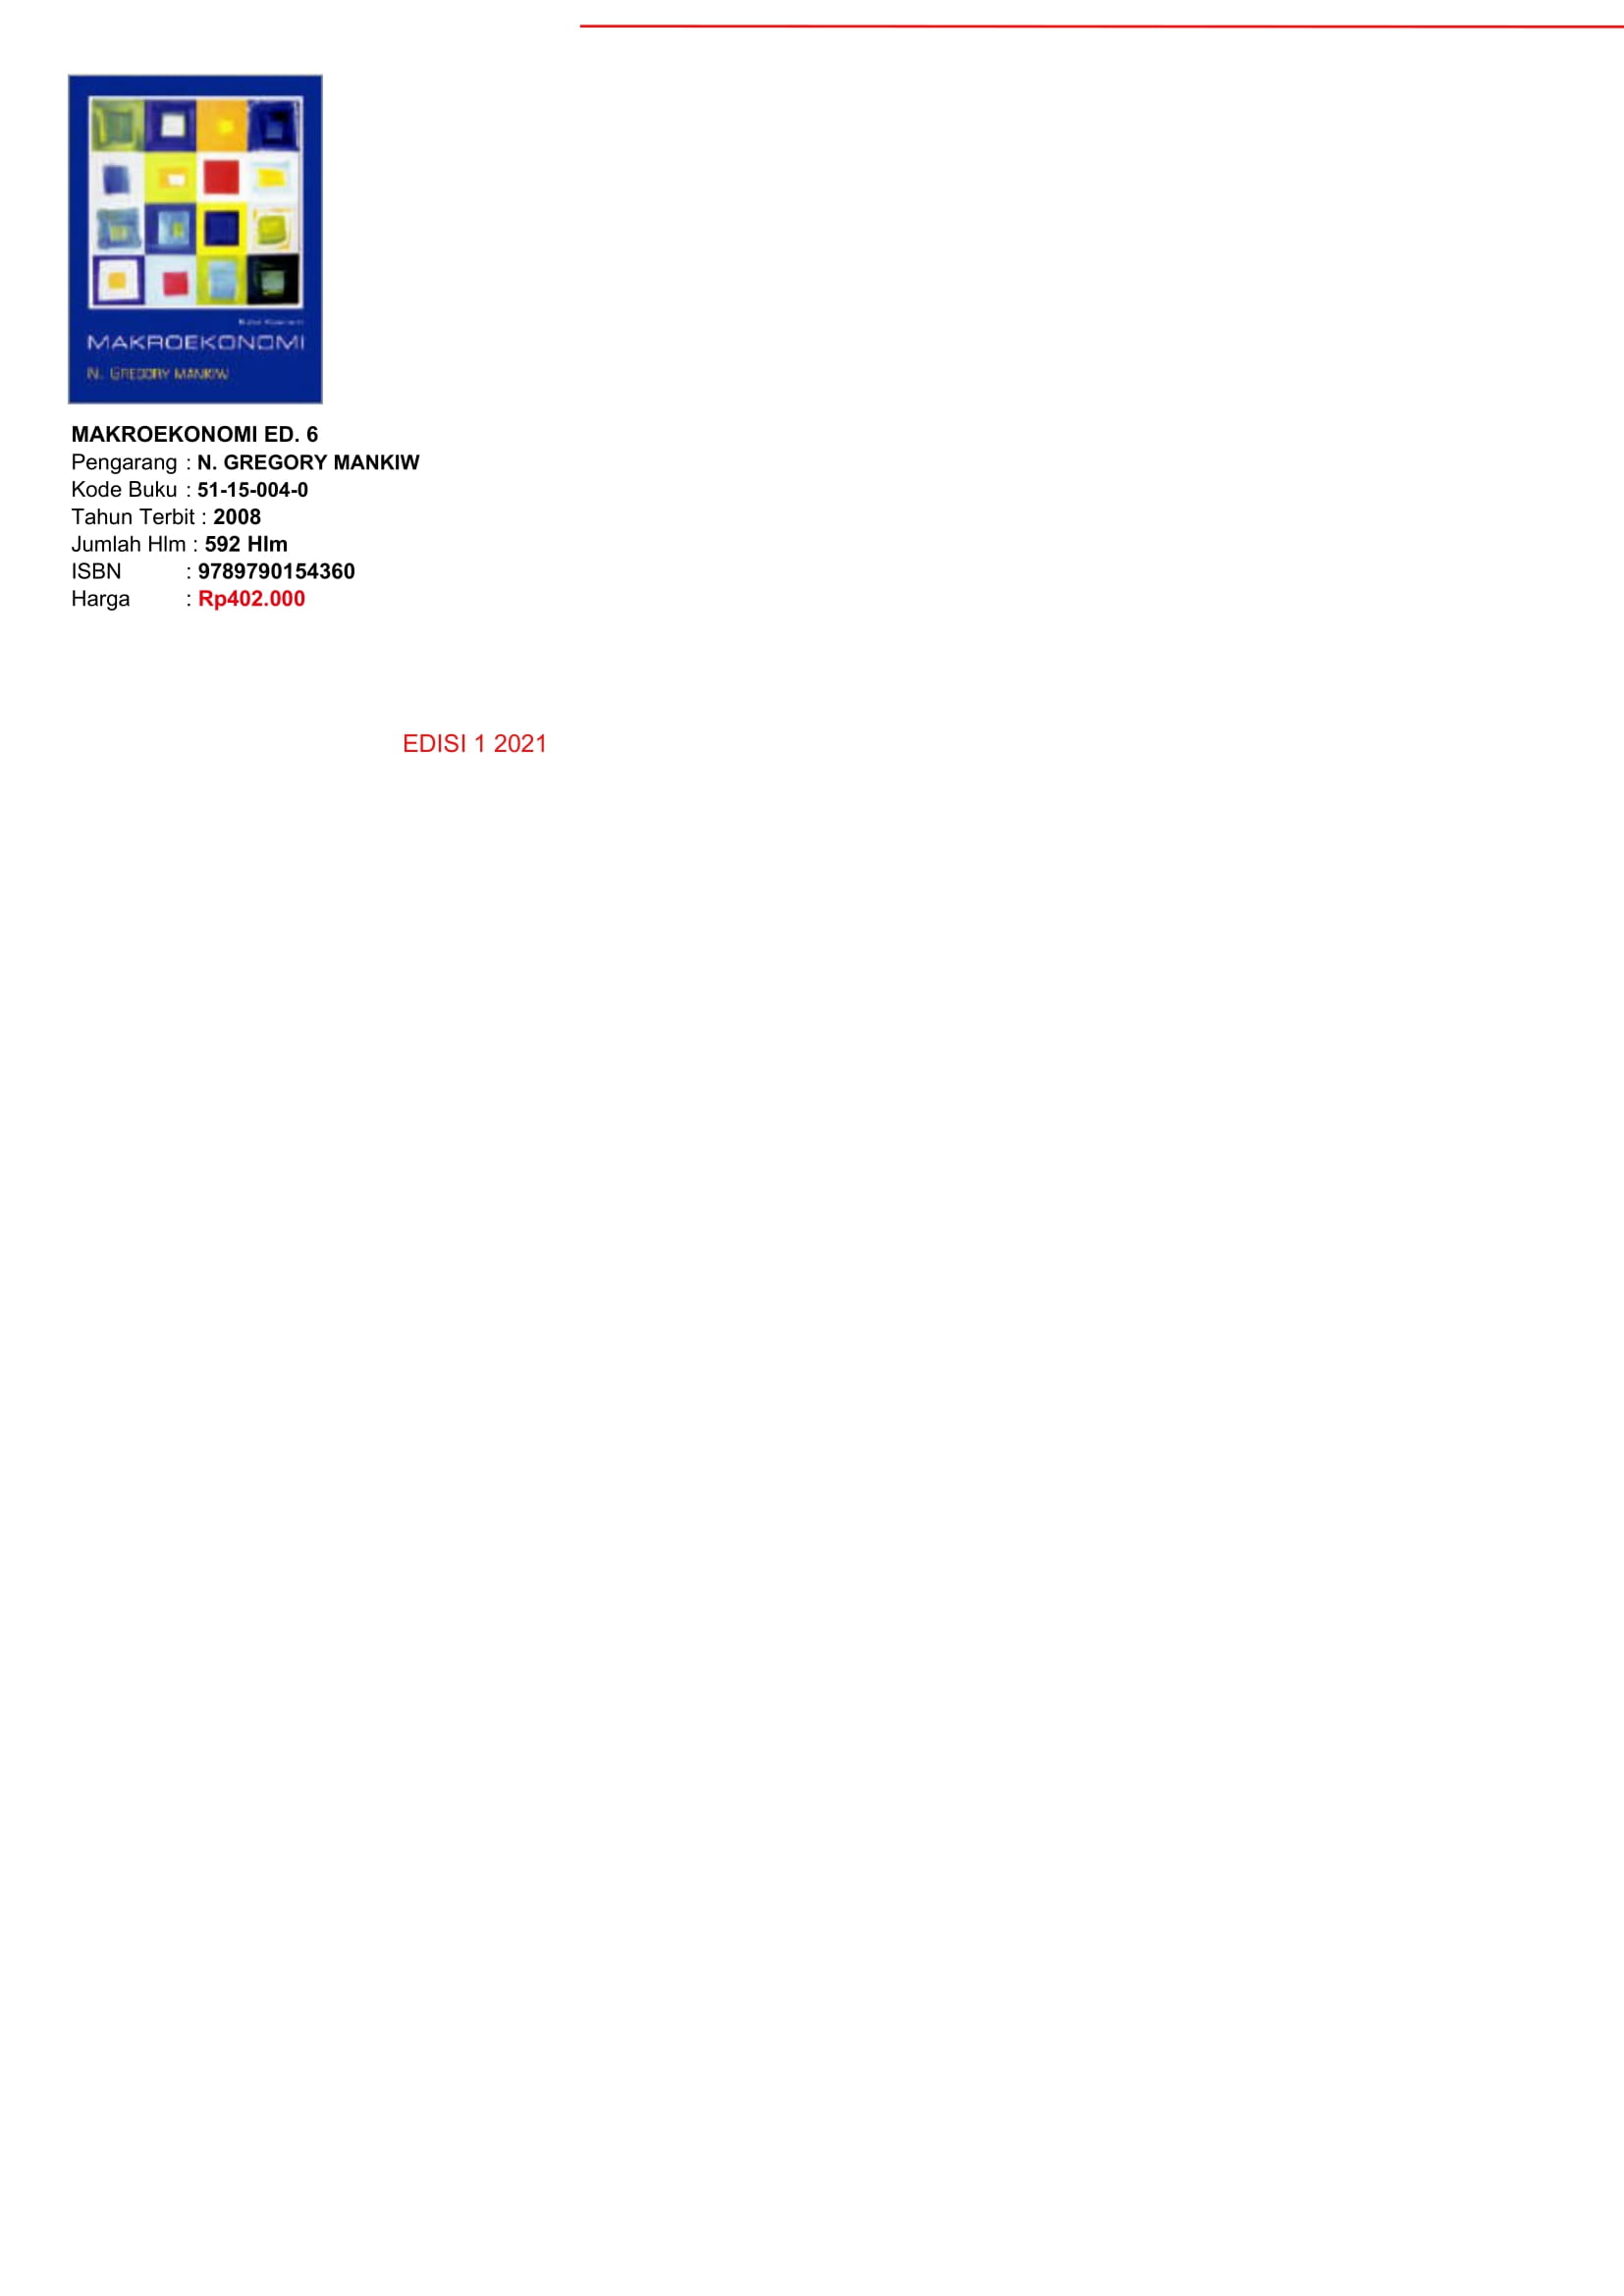 MAKROEKONOMI
N. GREGORY MANKIW
MAKROEKONOMI ED. 6
Pengarang : N. GREGORY MANKIW
Kode Buku : 51-15-004-0
Tahun Terbit : 2008
Jumlah Hlm : 592 Hlm
ISBN : 9789790154360
Harga : Rp402.000
EDISI 1 2021